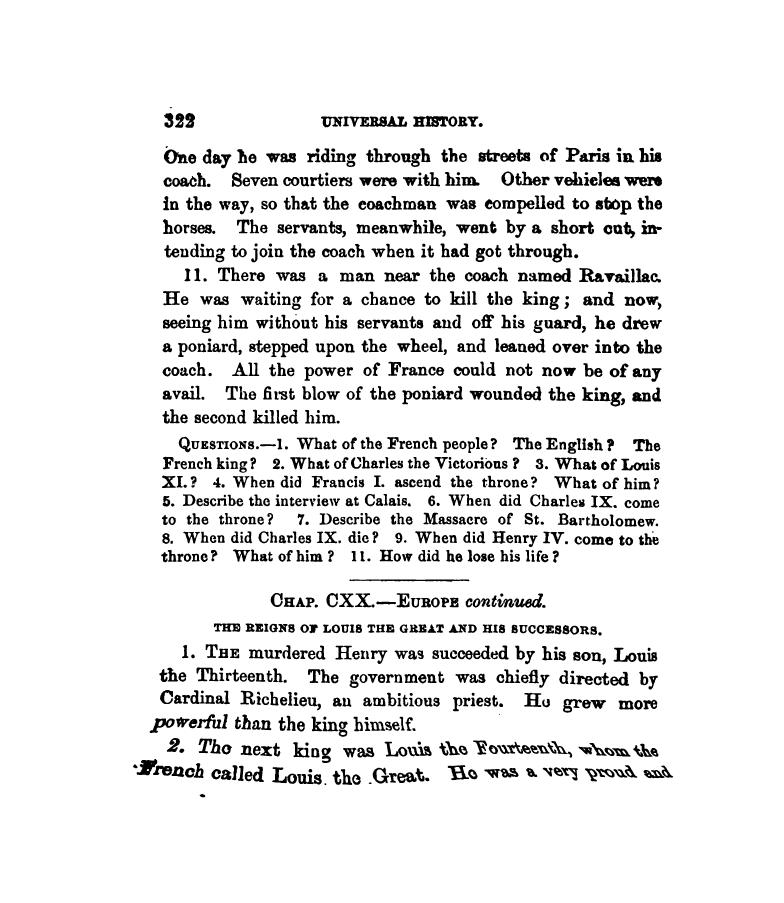 322 UNIVERSAL HISTORY.
One day he was riding through the streets of Paris in his
coach. Seven courtiers were with him. Other vehicles were
in the way, so that the coachman was compelled to stop the
horses. The servants, meanwhile, went by a short cut, in-
tending to join the coach when it had got through.
11. There was a man near the coach named Ravaillac.
He was waiting for a chance to kill the king; and now,
seeing him without his servants and off his guard, he drew
a poniard, stepped upon the wheel, and leaned over into the
coach. All the power of France could not now be of any
avail. The first blow of the poniard wounded the king, and
the second killed him.
QUESTIONS.—1. What of the French people? The English? The
French king? 2. What of Charles the Victorious? 3. What of Louis
XI.? 4. When did Francis I. ascend the throne? What of him?
5. Describe the interview at Calais. 6. When did Charles IX. come
to the throne? 7. Describe the Massacre of St. Bartholomew.
8. When did Charles IX. die? 9. When did Henry IV. come to the
throne? What of him? 11. How did he lose his life?
CHAP. CXX.—EUROPE continued.
THE REIGNS OF LOUIS THE GREAT AND HIS SUCCESSORS.
1. THE murdered Henry was succeeded by his son, Louis
the Thirteenth. The government was chiefly directed by
Cardinal Richelieu, an ambitious priest. He grew more
powerful than the king himself.
2. The next king was Louis the Fourteenth, whom the
French called Louis the Great. He was a very proud and